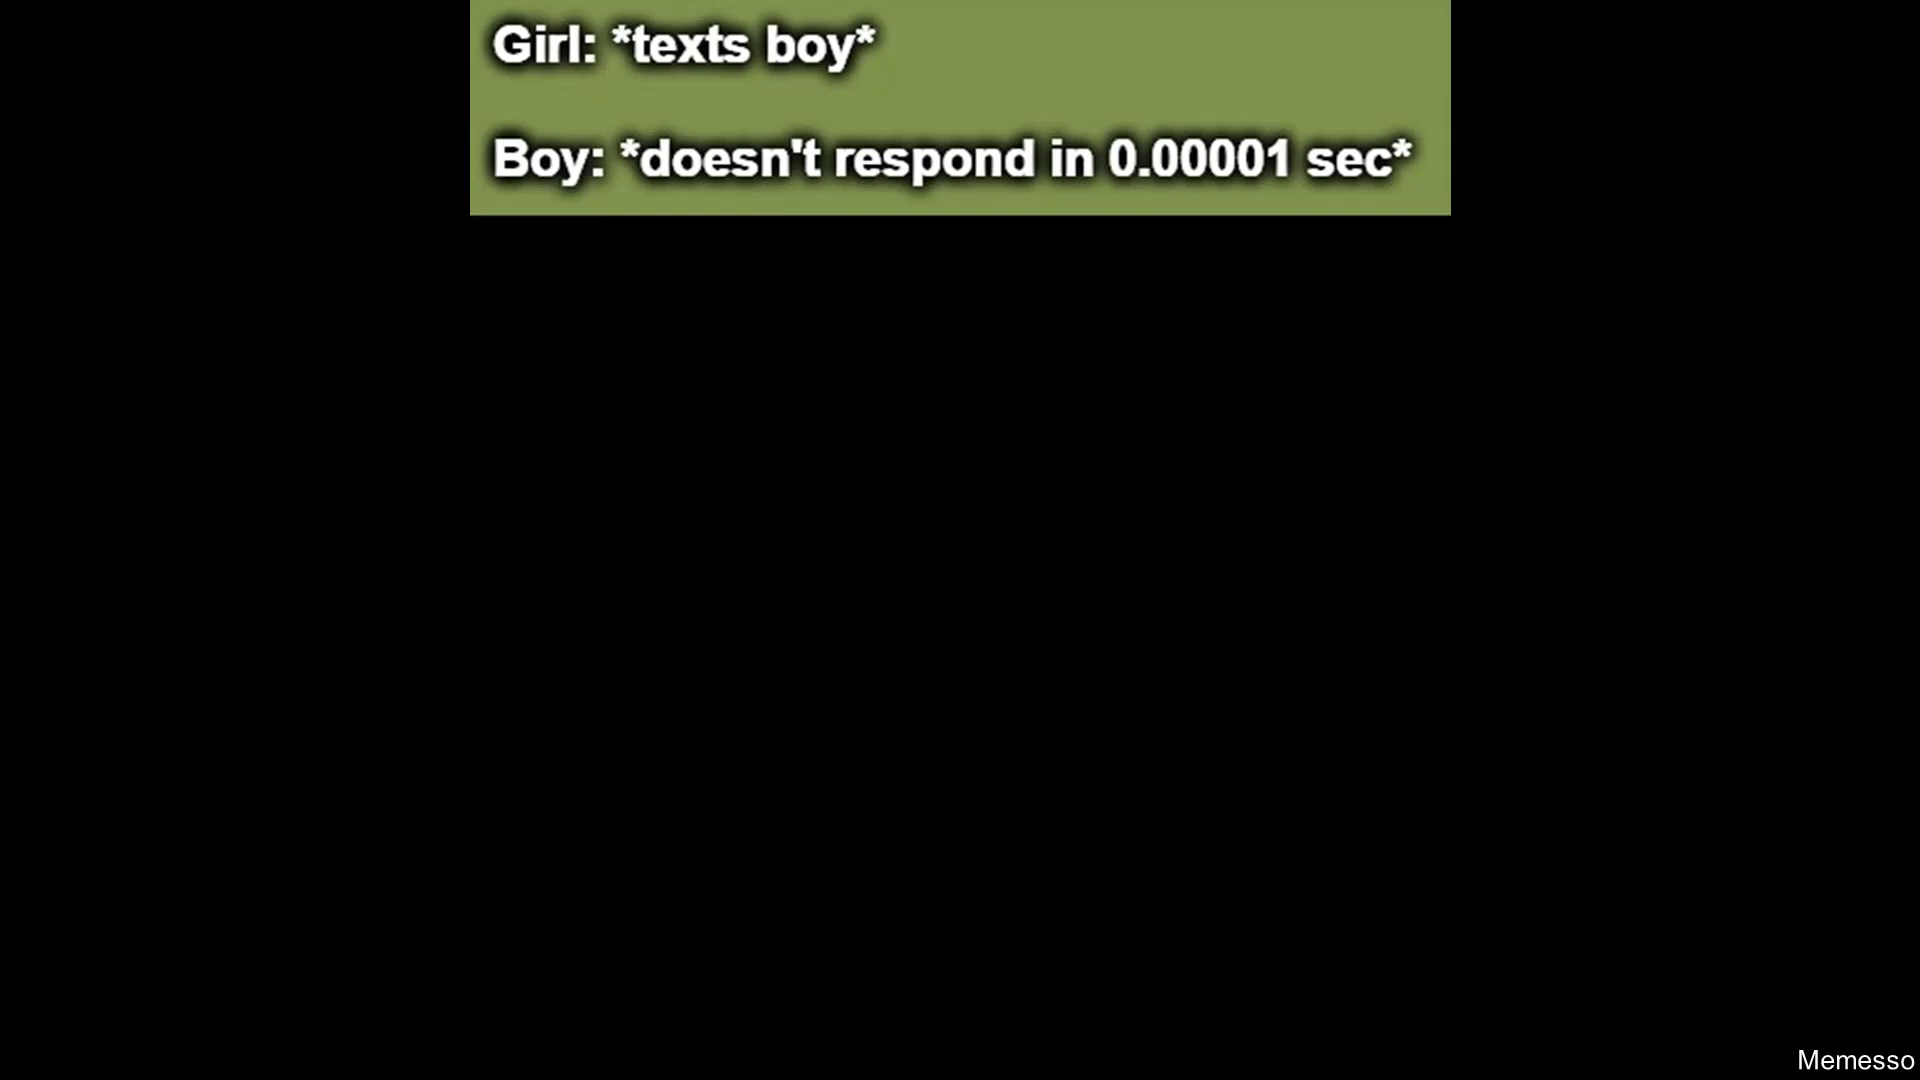 Girl: *texts boy*
Boy: *doesn't respond in 0.00001 sec*
Memesso